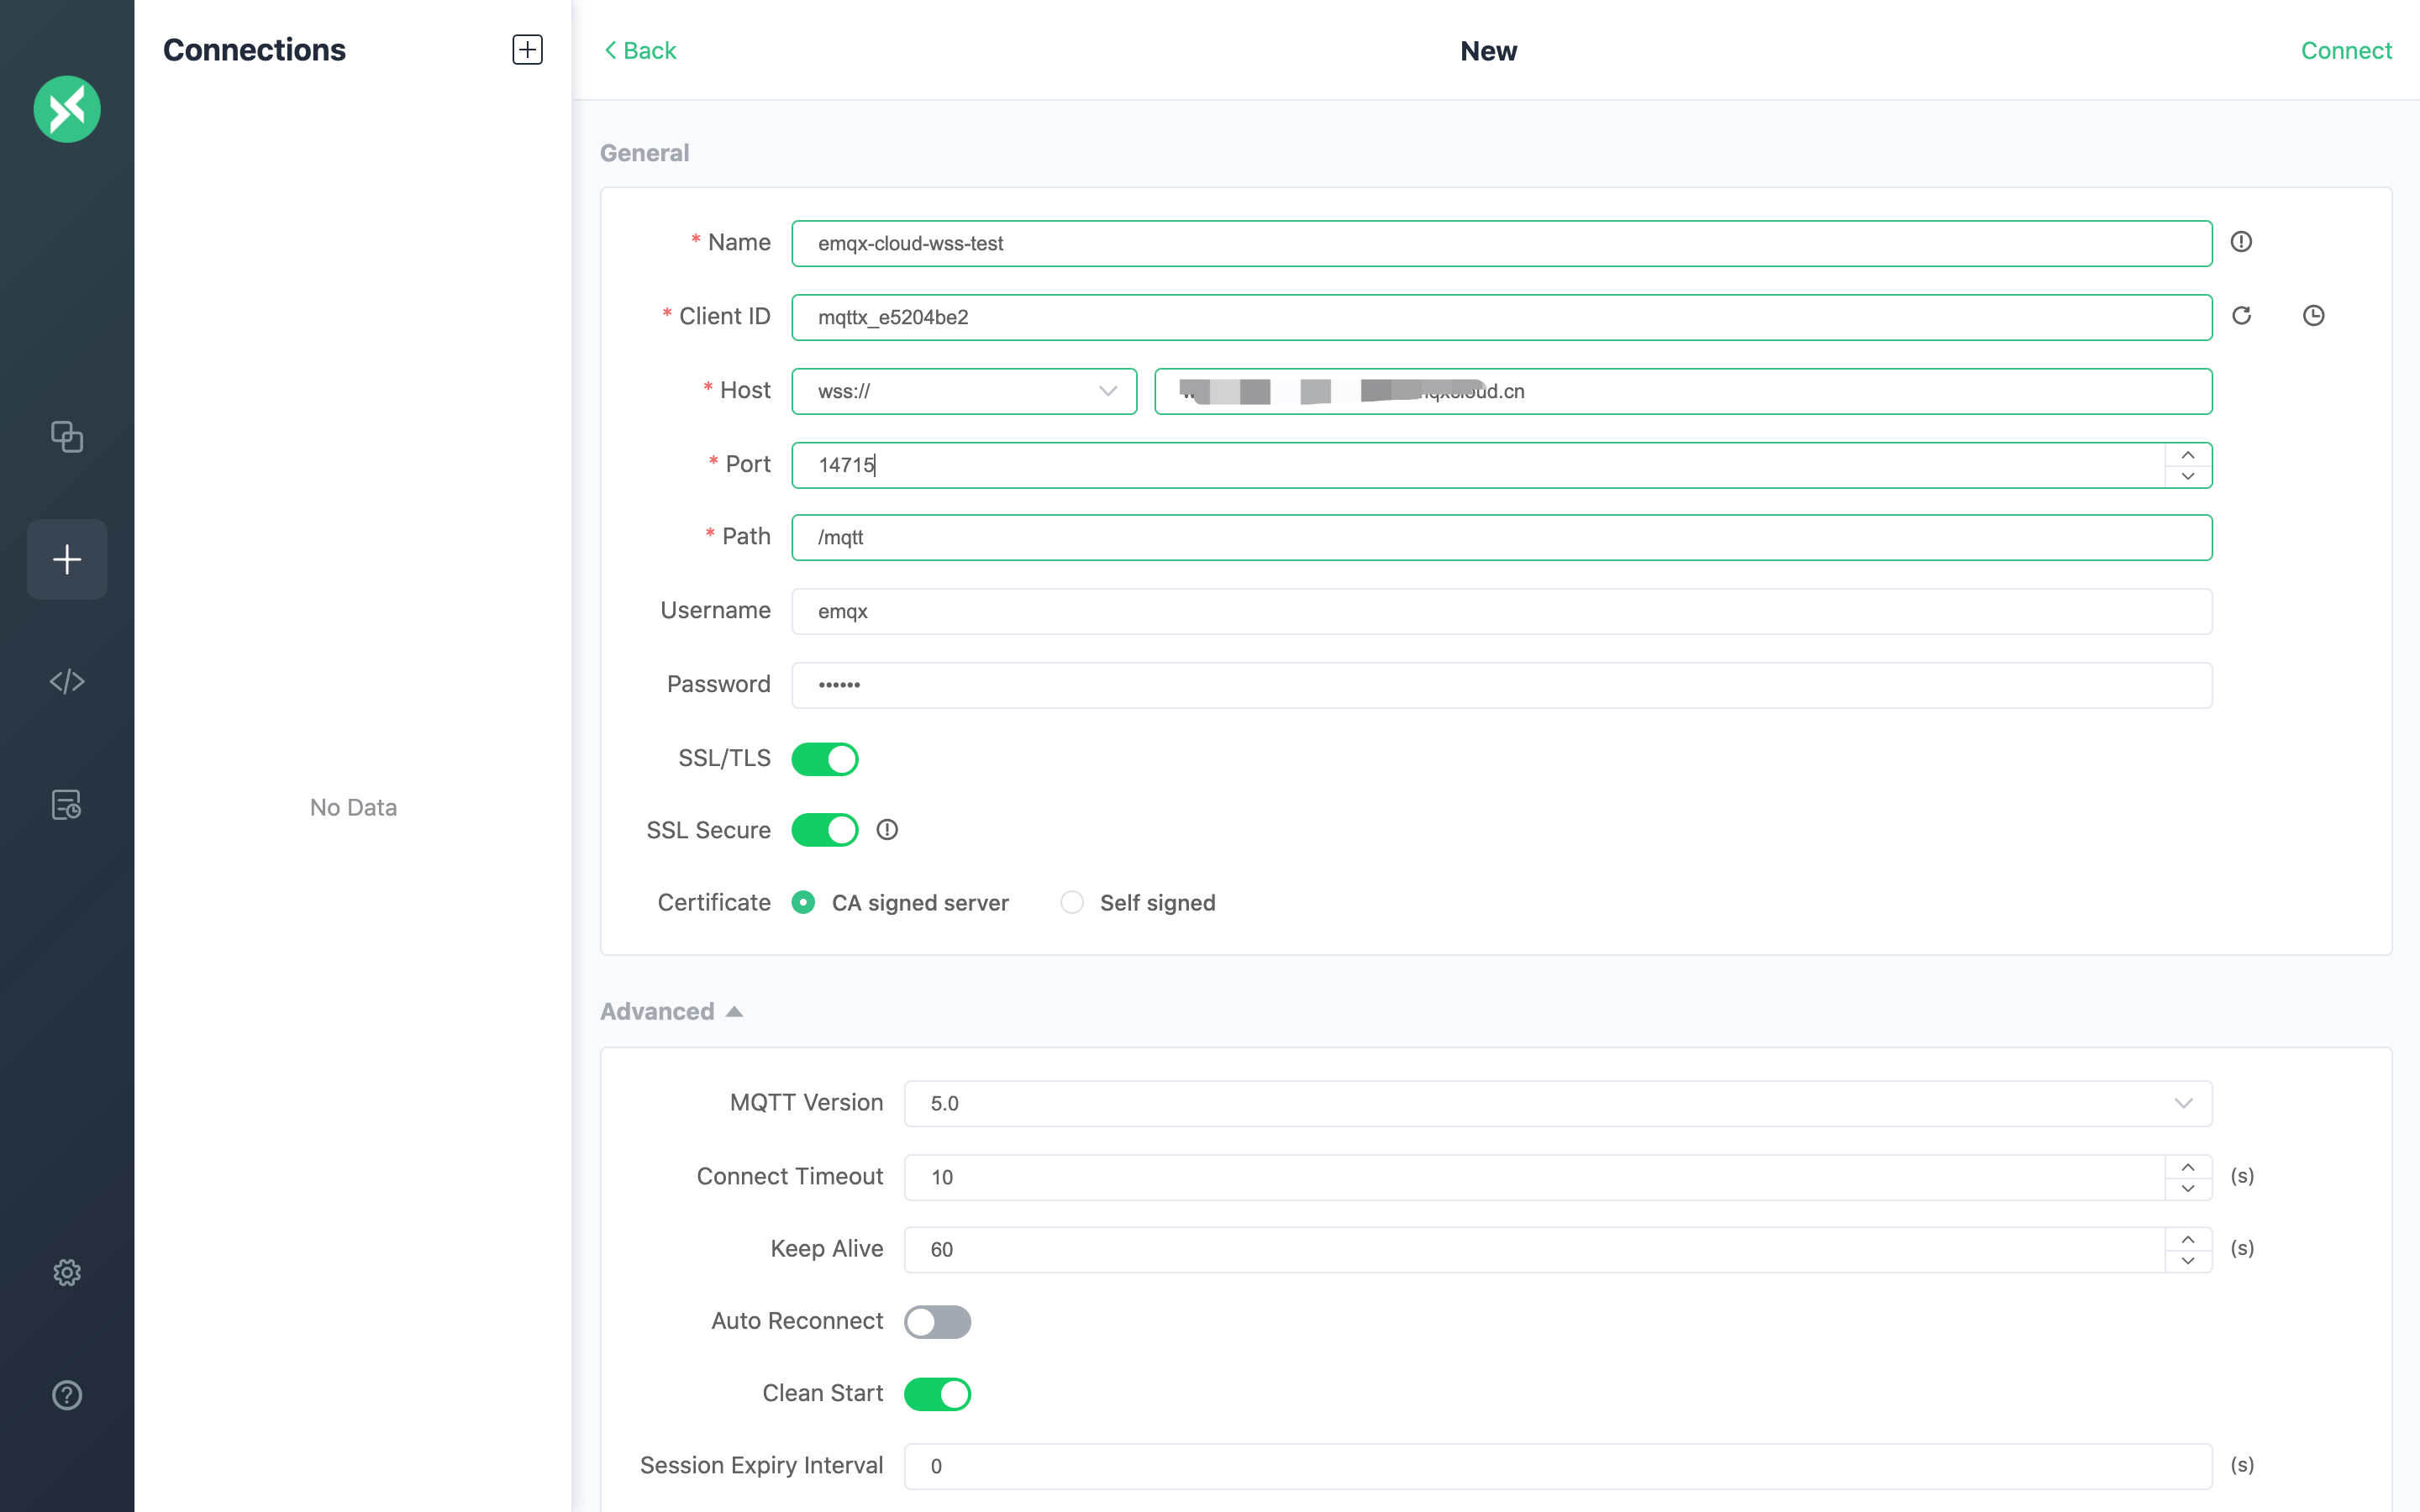 Connections
Back
New
Connect
General
* Name
emqx-cloud-wss-test
* Client ID
mqttx_e5204be2
* Host
wss://
cloud.cn
* Port
14715
* Path
/mqtt
Username
emqx
Password
••••••
SSL/TLS
SSL Secure
Certificate
CA signed server
Self signed
No Data
Advanced
MQTT Version
5.0
Connect Timeout
10
(s)
Keep Alive
60
(s)
Auto Reconnect
Clean Start
Session Expiry Interval
0
(s)